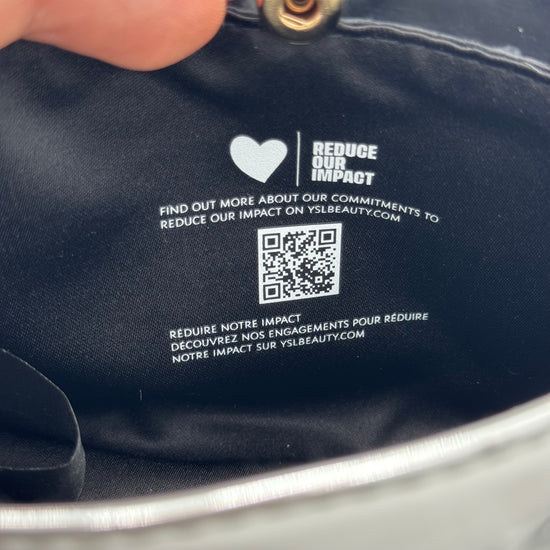 REDUCE
OUR
IMPACT
FIND OUT MORE ABOUT OUR COMMITMENTS TO
REDUCE OUR IMPACT ON YSLBEAUTY.COM
RÉDUIRE NOTRE IMPACT
DÉCOUVREZ NOS ENGAGEMENTS POUR RÉDUIRE
NOTRE IMPACT SUR YSLBEAUTY.COM